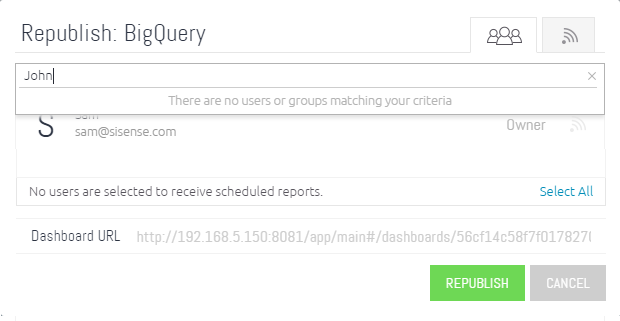 Republish: BigQuery
John
There are no users or groups matching your criteria
S
Sam
sam@sisense.com
Owner
No users are selected to receive scheduled reports.
Select All
Dashboard URL
http://192.168.5.150:8081/app/main#/dashboards/56cf14c58f7f0178270
REPUBLISH
CANCEL